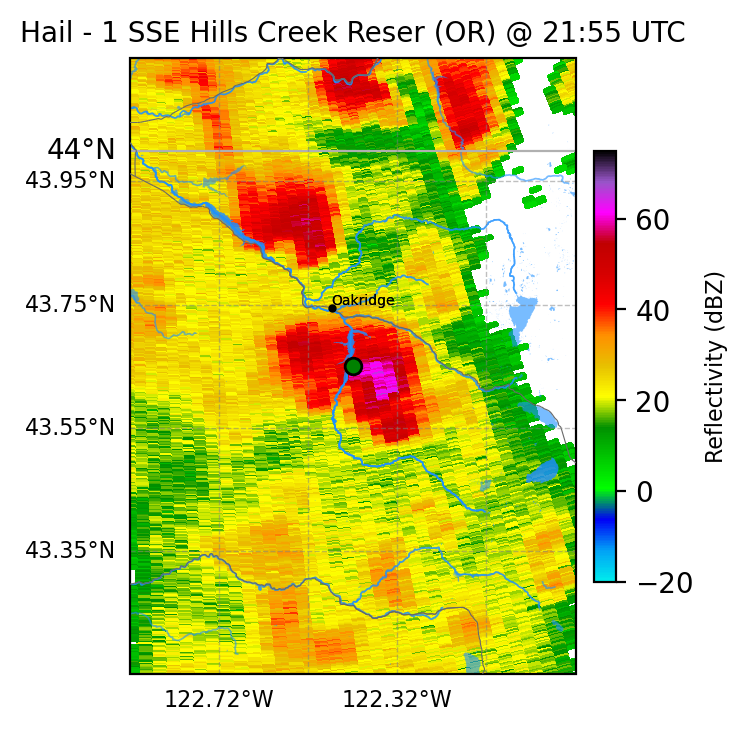 Hail - 1 SSE Hills Creek Reser (OR) @ 21:55 UTC
44°N
43.95°N
43.75°N
43.55°N
43.35°N
122.72°W
122.32°W
Oakridge
60
40
20
0
−20
Reflectivity (dBZ)